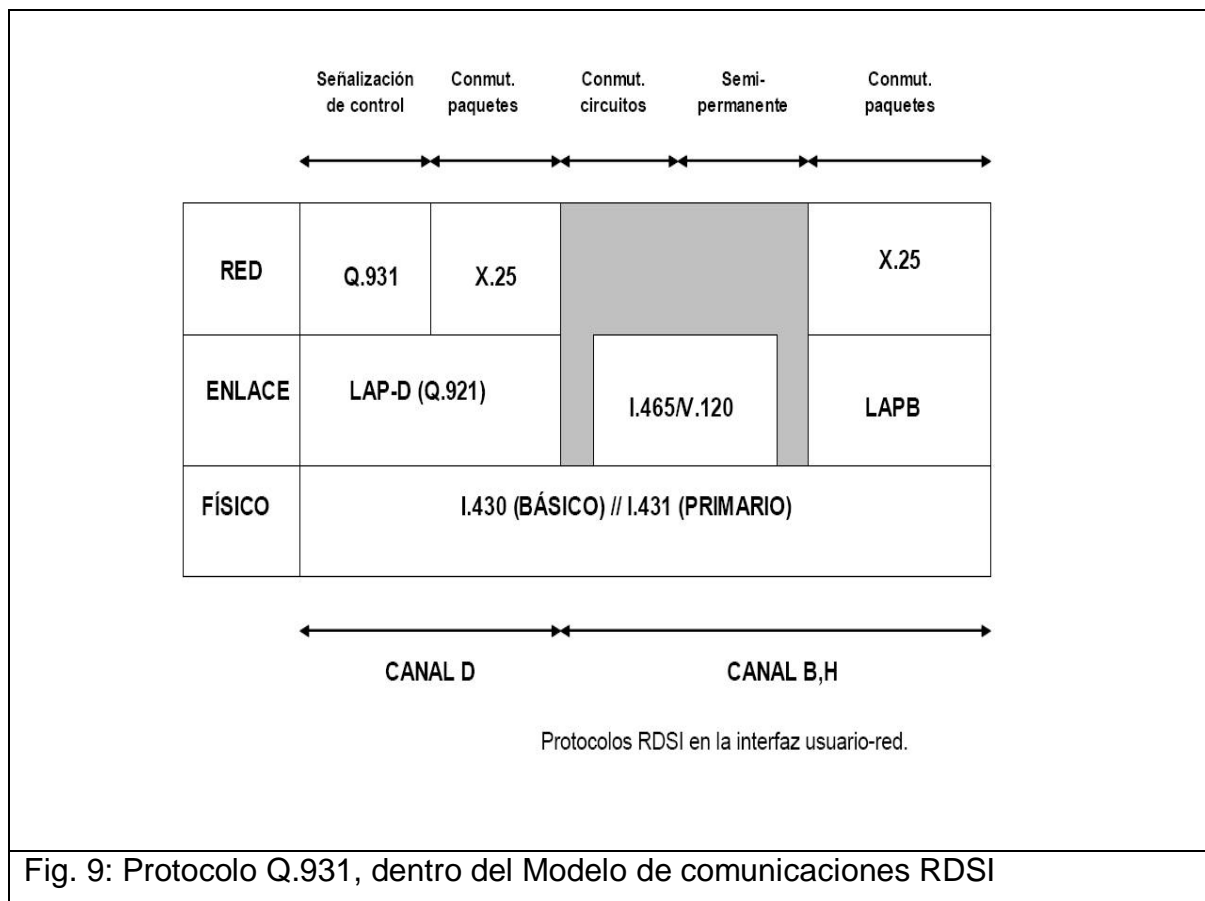 Señalización
de control
Conmut.
paquetes
Conmut.
circuitos
Semi-
permanente
Conmut.
paquetes
RED
Q.931
X.25
X.25
ENLACE
LAP-D (Q.921)
I.465/V.120
LAPB
FÍSICO
I.430 (BÁSICO) // I.431 (PRIMARIO)
CANAL D
CANAL B,H
Protocolos RDSI en la interfaz usuario-red.
Fig. 9: Protocolo Q.931, dentro del Modelo de comunicaciones RDSI